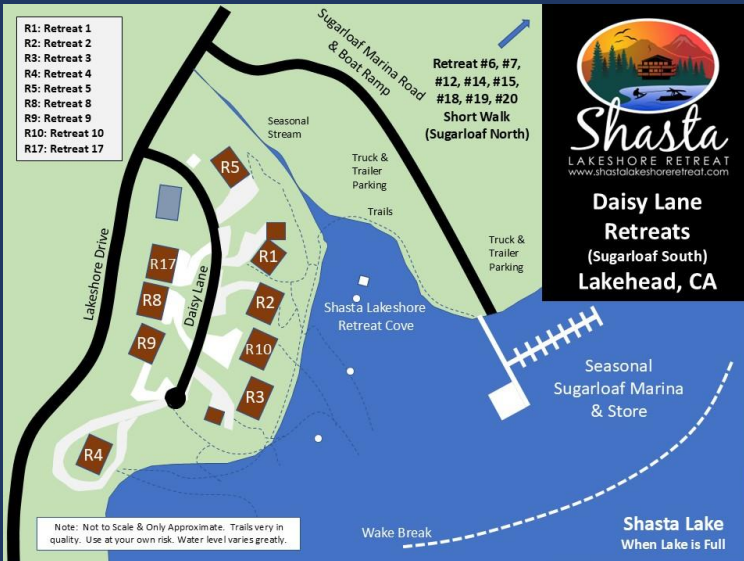 R1: Retreat 1
R2: Retreat 2
R3: Retreat 3
R4: Retreat 4
R5: Retreat 5
R8: Retreat 8
R9: Retreat 9
R10: Retreat 10
R17: Retreat 17
Sugarloaf Marina Road
& Boat Ramp
Retreat #6, #7,
#12, #14, #15,
#18, #19, #20
Short Walk
(Sugarloaf North)
Shasta
LAKESHORE RETREAT
www.shastalakeshoreretreat.com
Daisy Lane
Retreats
(Sugarloaf South)
Lakehead, CA
Seasonal
Stream
Truck &
Trailer
Parking
Trails
Truck &
Trailer
Parking
Lakeshore Drive
Daisy Lane
R5
R1
R17
R8
R2
R9
R10
R3
R4
Shasta Lakeshore
Retreat Cove
Seasonal
Sugarloaf Marina
& Store
Wake Break
Shasta Lake
When Lake is Full
Note: Not to Scale & Only Approximate. Trails very in
quality. Use at your own risk. Water level varies greatly.